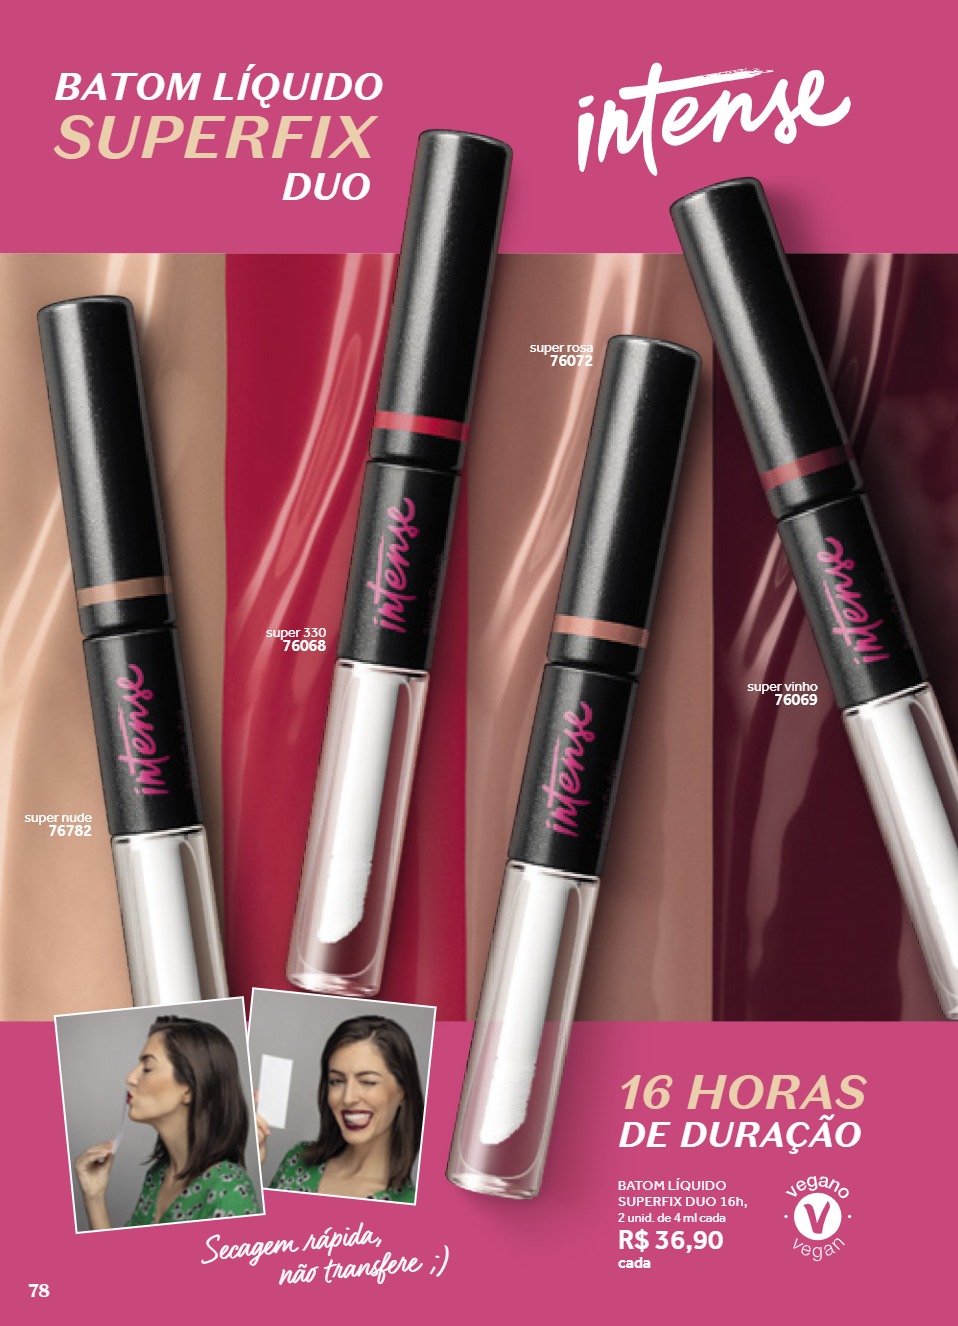 BATOM LÍQUIDO
SUPERFIX
DUO
intense
super rosa
76072
super 330
76068
super vinho
76069
super nude
76782
intense
intense
intense
intense
16 HORAS
DE DURAÇÃO
BATOM LÍQUIDO
SUPERFIX DUO 16h,
2 unid. de 4 ml cada
R$ 36,90
cada
vegano
V
vegan
Secagem rápida,
não transfere ;)
78